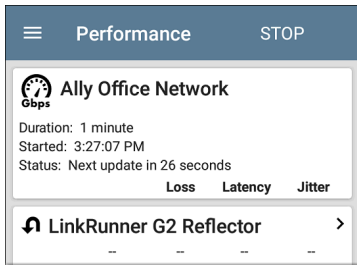 Performance STOP
Ally Office Network
Gbps
Duration: 1 minute
Started: 3:27:07 PM
Status: Next update in 26 seconds
Loss Latency Jitter
LinkRunner G2 Reflector >
-- -- -- --